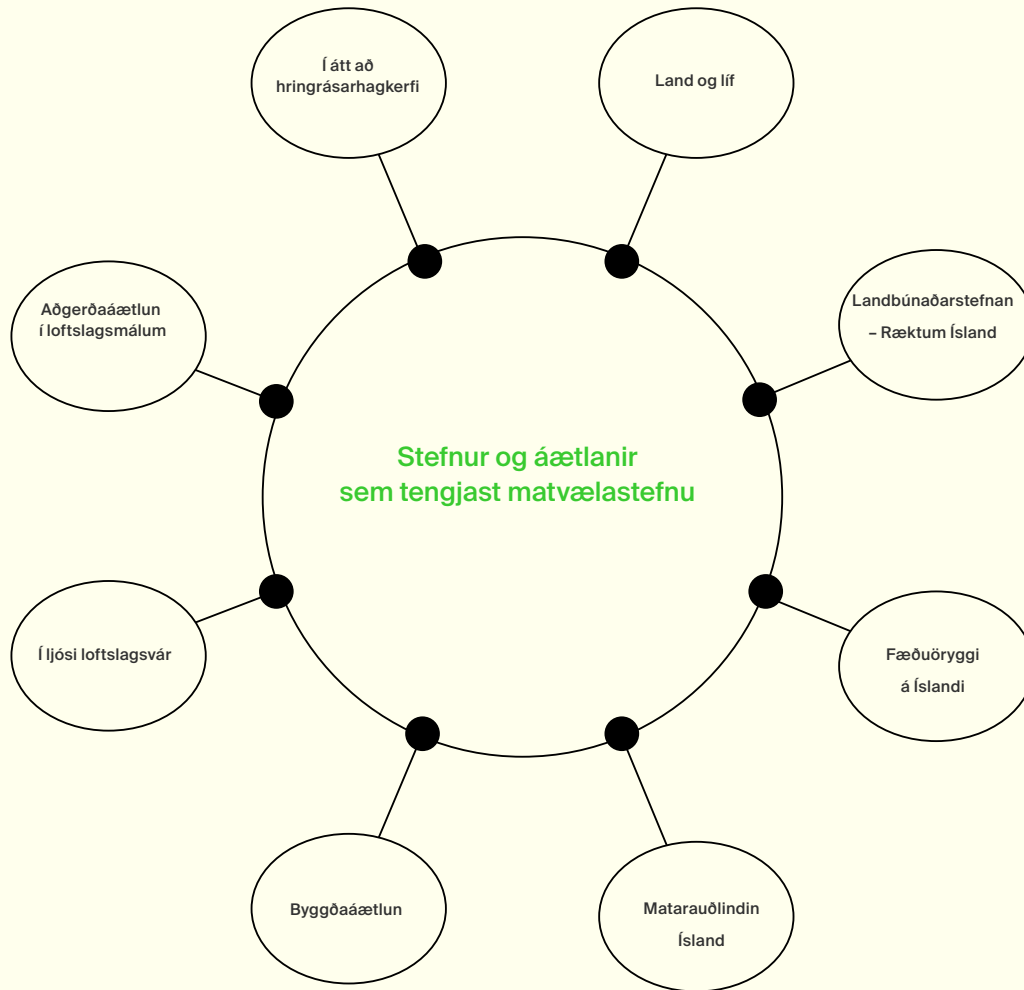 Í átt að
hringrásarhagkerfi
Land og líf
Aðgerðaáætlun
í loftslagsmálum
Landbúnaðarstefnan
– Ræktum Ísland
Stefnur og áætlanir
sem tengjast matvælastefnu
Í ljósi loftslagsvár
Fæðuöryggi
á Íslandi
Byggðaáætlun
Matarauðlindin
Ísland